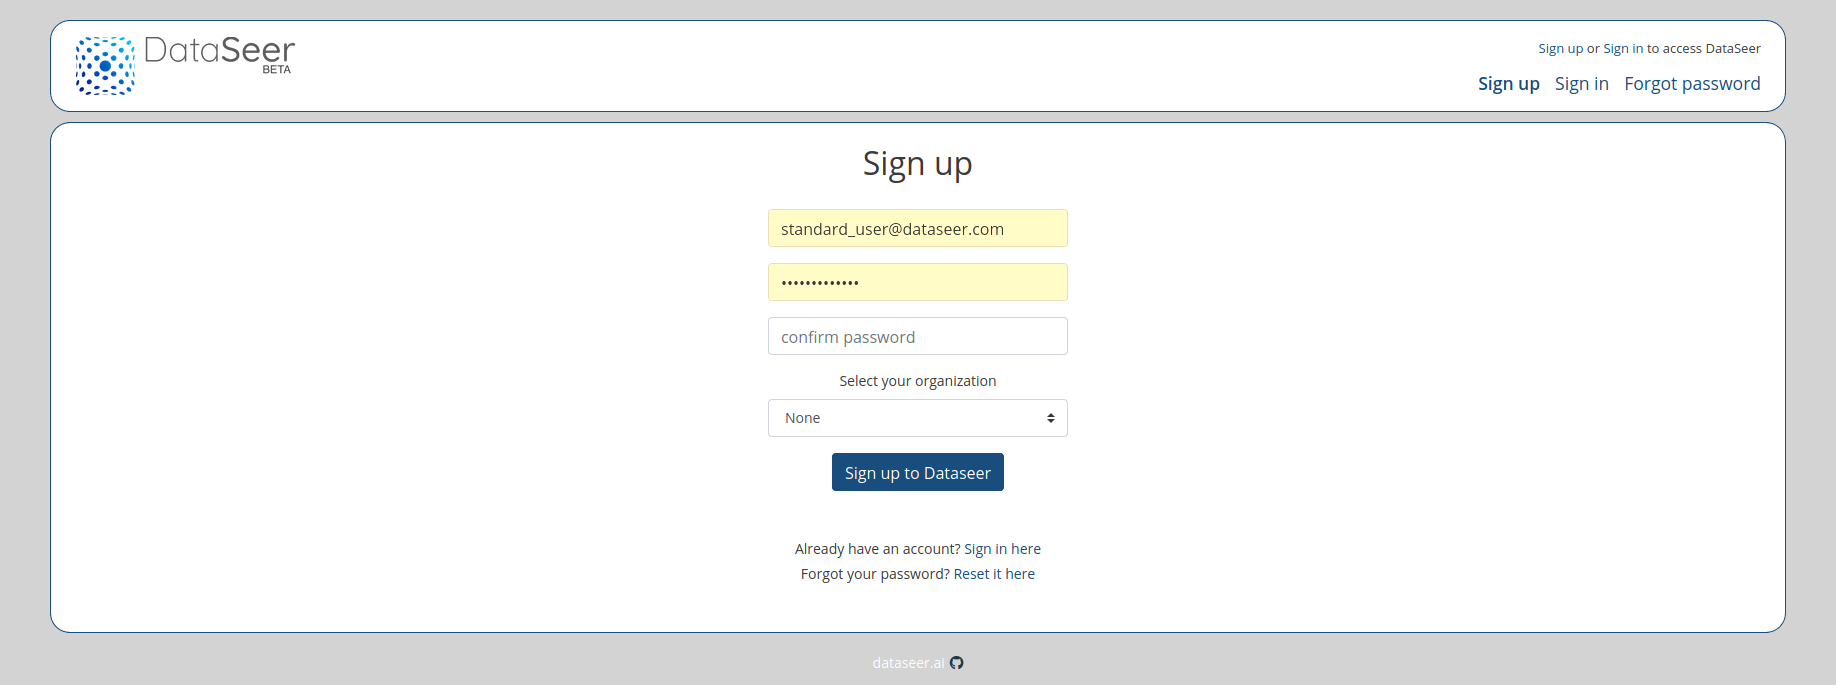 DataSeer
BETA
Sign up or Sign in to access DataSeer
Sign up Sign in Forgot password
Sign up
standard_user@dataseer.com
•••••••••••••
confirm password
Select your organization
None
Sign up to Dataseer
Already have an account? Sign in here
Forgot your password? Reset it here
dataseer.ai